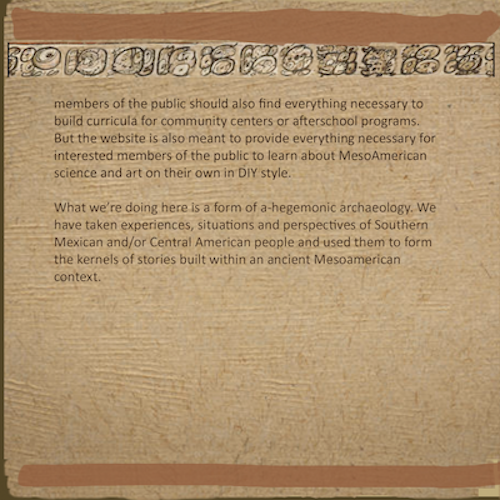 members of the public should also find everything necessary to
build curricula for community centers or afterschool programs.
But the website is also meant to provide everything necessary for
interested members of the public to learn about MesoAmerican
science and art on their own in DIY style.
What we're doing here is a form of a-hegemonic archaeology. We
have taken experiences, situations and perspectives of Southern
Mexican and/or Central American people and used them to form
the kernels of stories built within an ancient Mesoamerican
context.